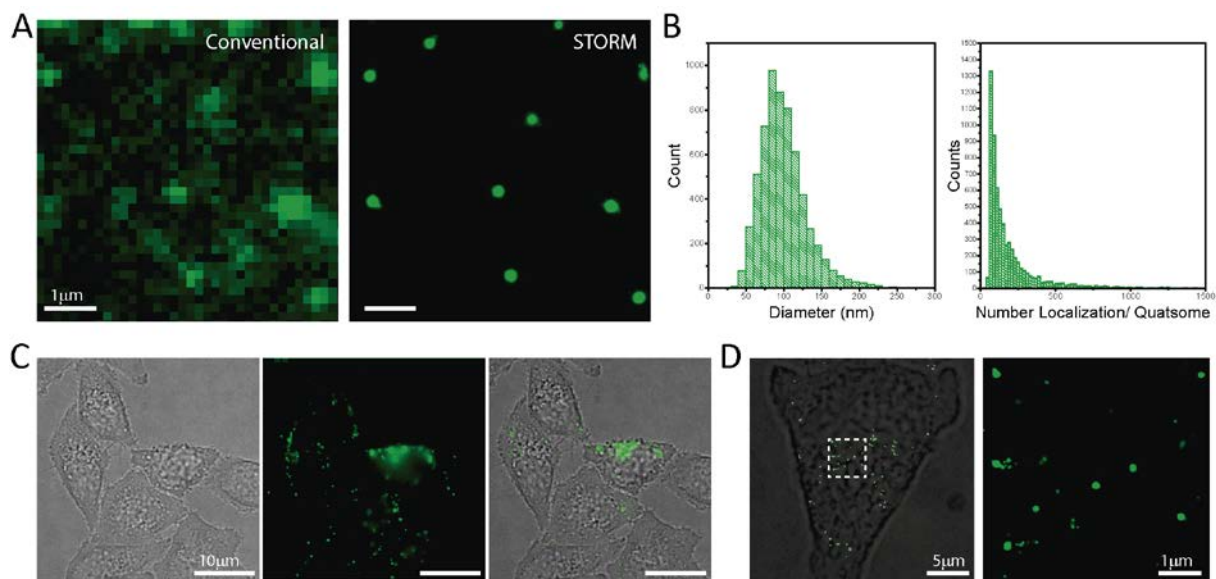 A
Conventional
1µm
STORM
B
Count
1000
800
600
400
200
0
0
50
100
150
200
250
300
Diameter (nm)
Counts
1500
1400
1300
1200
1100
1000
900
800
700
600
500
400
300
200
100
0
0
500
1000
1500
Number Localization/ Quatsome
C
10µm
D
5µm
1µm